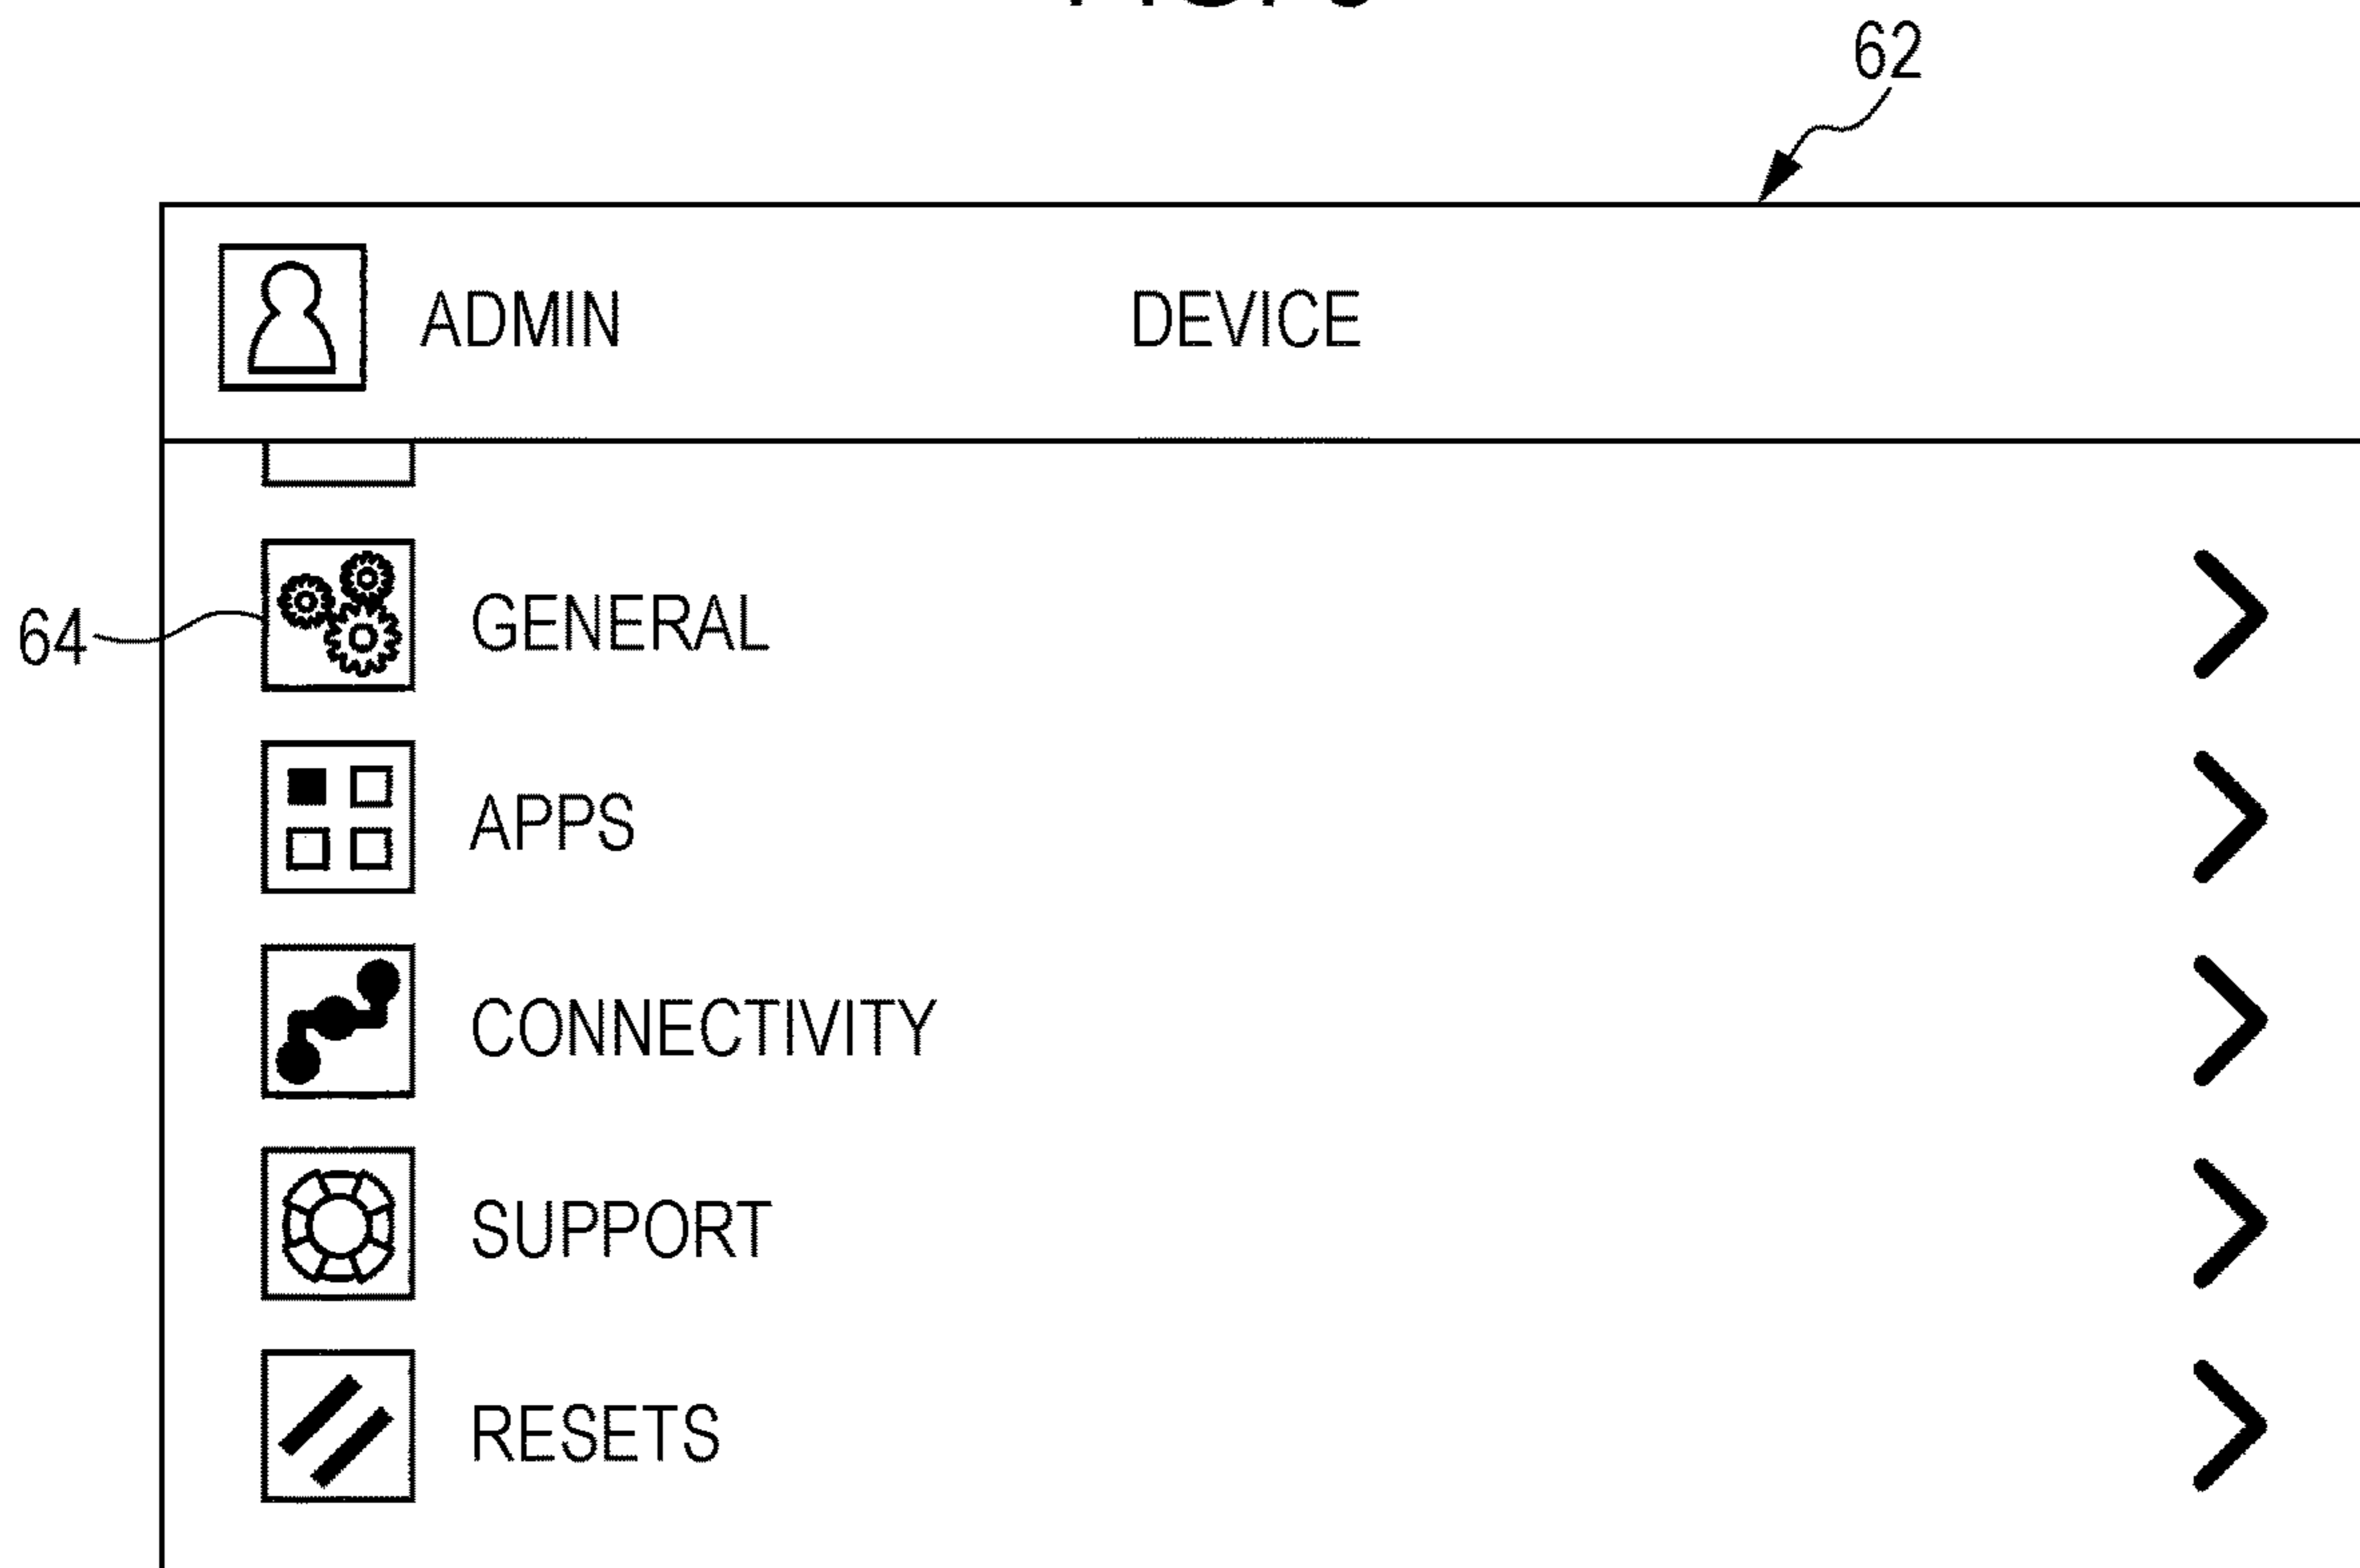 62
ADMIN DEVICE
64 GENERAL
APPS
CONNECTIVITY
SUPPORT
RESETS